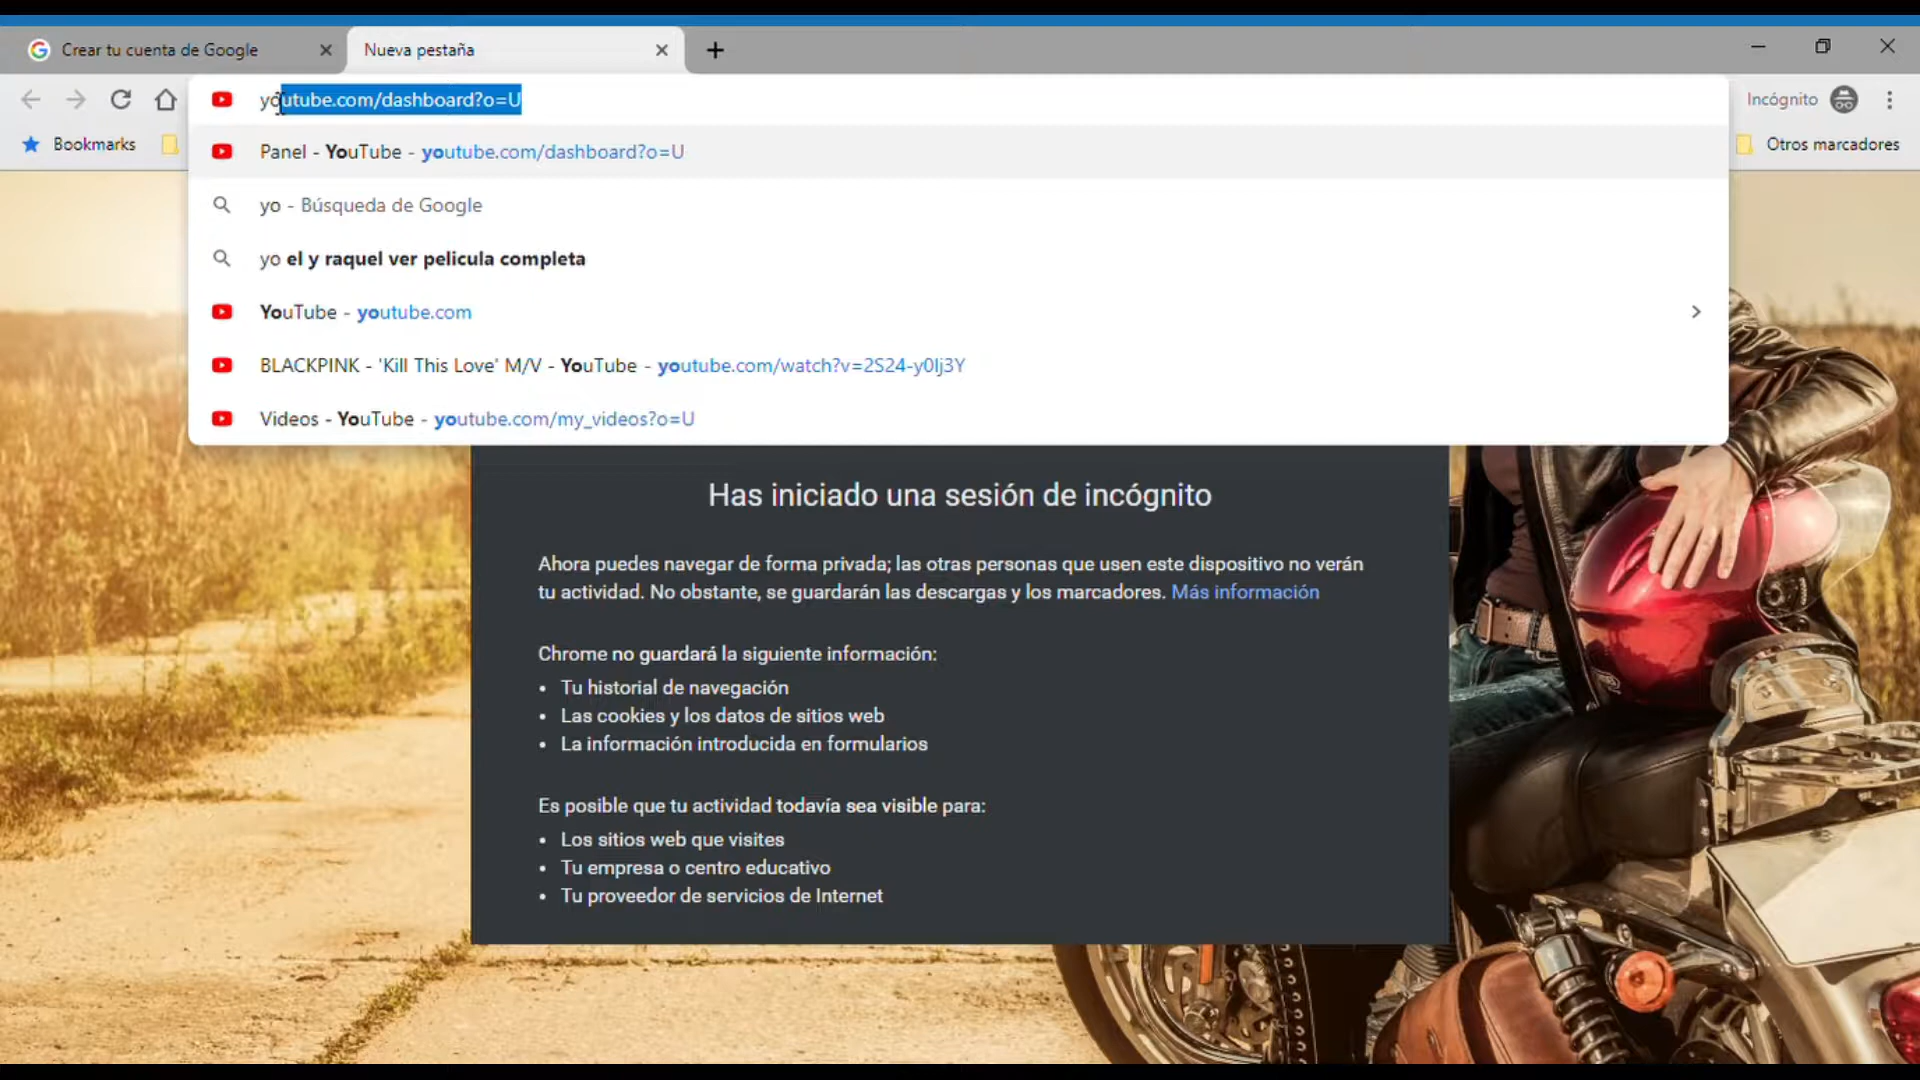 Crear tu cuenta de Google
Nueva pestaña
youtube.com/dashboard?o=U
Incógnito
Bookmarks
Otros marcadores
Panel - YouTube - youtube.com/dashboard?o=U
yo - Búsqueda de Google
yo el y raquel ver pelicula completa
YouTube - youtube.com
BLACKPINK - 'Kill This Love' M/V - YouTube - youtube.com/watch?v=2S24-y0Ij3Y
Videos - YouTube - youtube.com/my_videos?o=U
Has iniciado una sesión de incógnito
Ahora puedes navegar de forma privada; las otras personas que usen este dispositivo no verán
tu actividad. No obstante, se guardarán las descargas y los marcadores. Más información
Chrome no guardará la siguiente información:
• Tu historial de navegación
• Las cookies y los datos de sitios web
• La información introducida en formularios
Es posible que tu actividad todavía sea visible para:
• Los sitios web que visites
• Tu empresa o centro educativo
• Tu proveedor de servicios de Internet